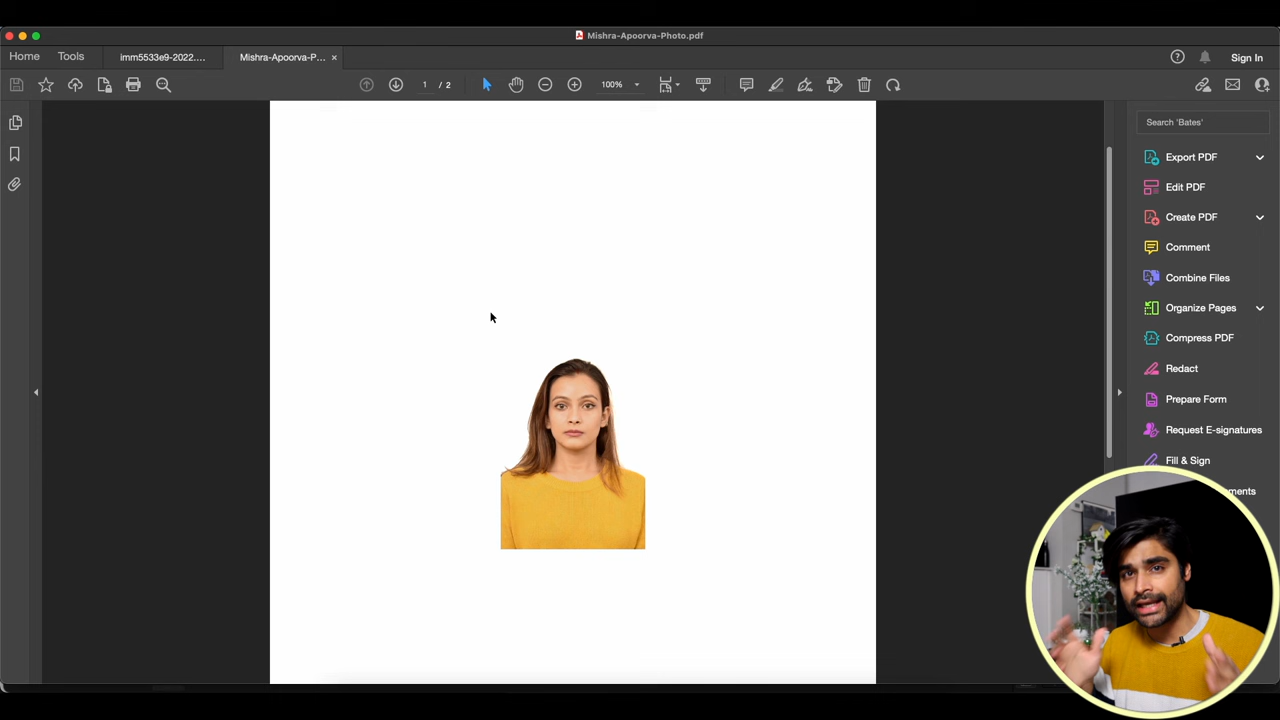 Mishra-Apoorva-Photo.pdf
Home
Tools
imm5533e9-2022....
Mishra-Apoorva-P... ×
? Sign In
1 / 2
100%
Search 'Bates'
Export PDF
Edit PDF
Create PDF
Comment
Combine Files
Organize Pages
Compress PDF
Redact
Prepare Form
Request E-signatures
Fill & Sign
ments